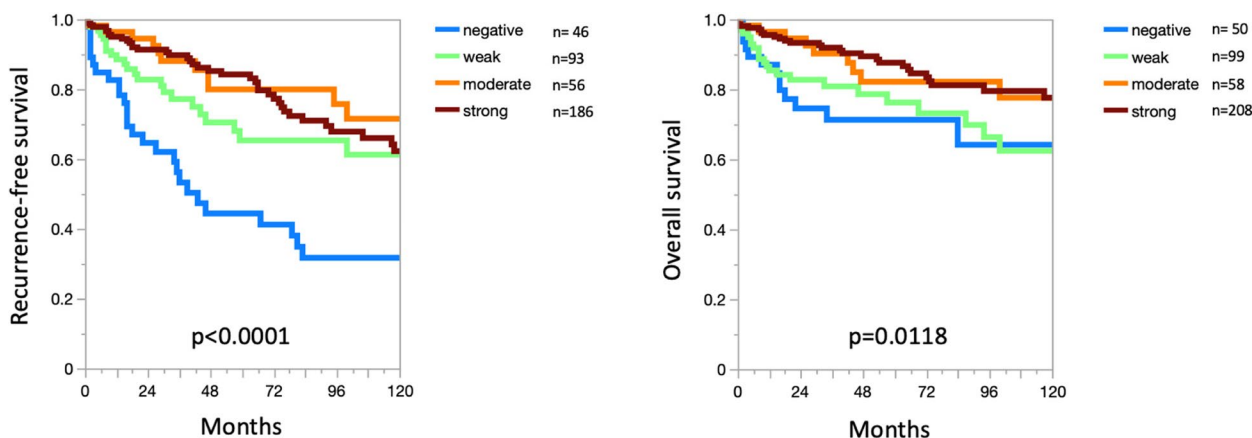 1.0
0.8
0.6
0.4
0.2
0
Recurrence-free survival
p<0.0001
0 24 48 72 96 120
Months
negative n= 46
weak n=93
moderate n=56
strong n=186
1.0
0.8
0.6
0.4
0.2
0
Overall survival
p=0.0118
0 24 48 72 96 120
Months
negative n= 50
weak n=99
moderate n=58
strong n=208